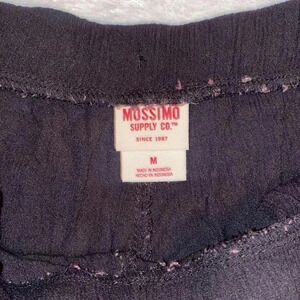 MOSSIMO
SUPPLY CO.™
SINCE 1987
M
MADE IN INDONESIA
HECHO EN INDONESIA